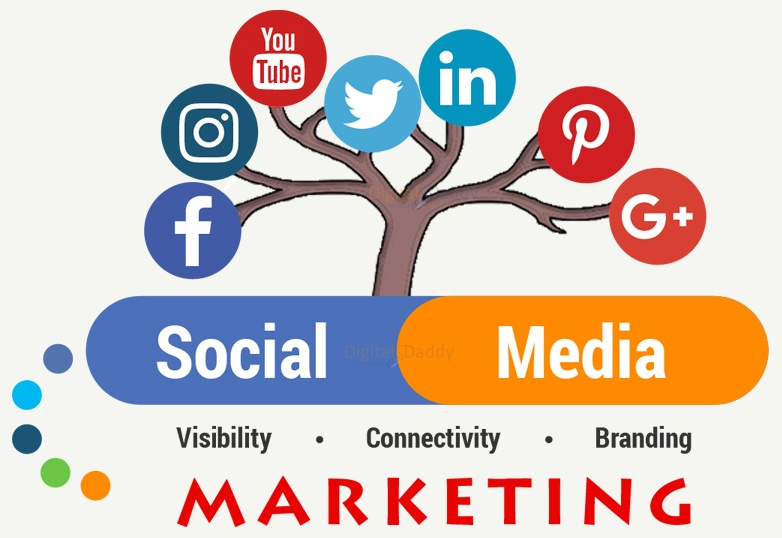 You
Tube
in
f
G+
Social Media
Digital Daddy
Visibility • Connectivity • Branding
MARKETING